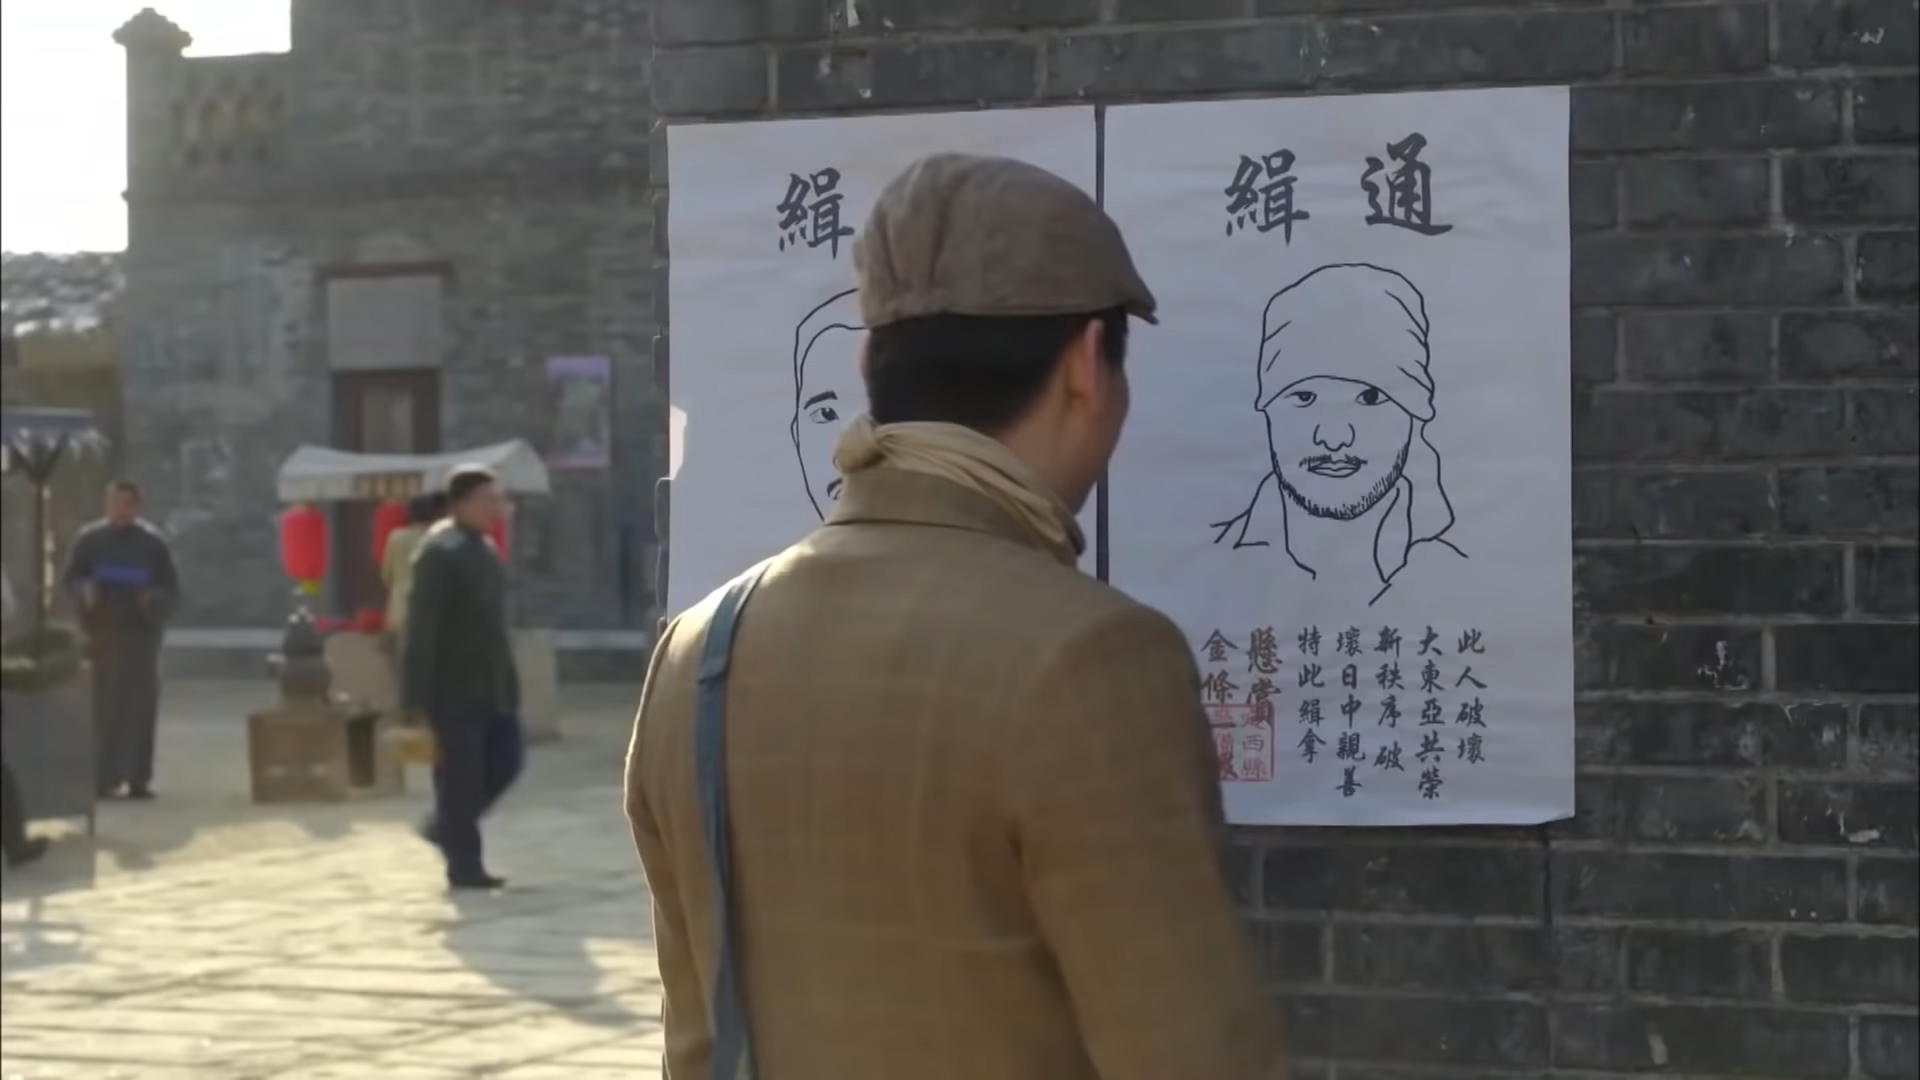 通緝
此人破壞
大東亞共榮
新秩序破
壞日中親善
特此緝拿
懸賞
金條
緝